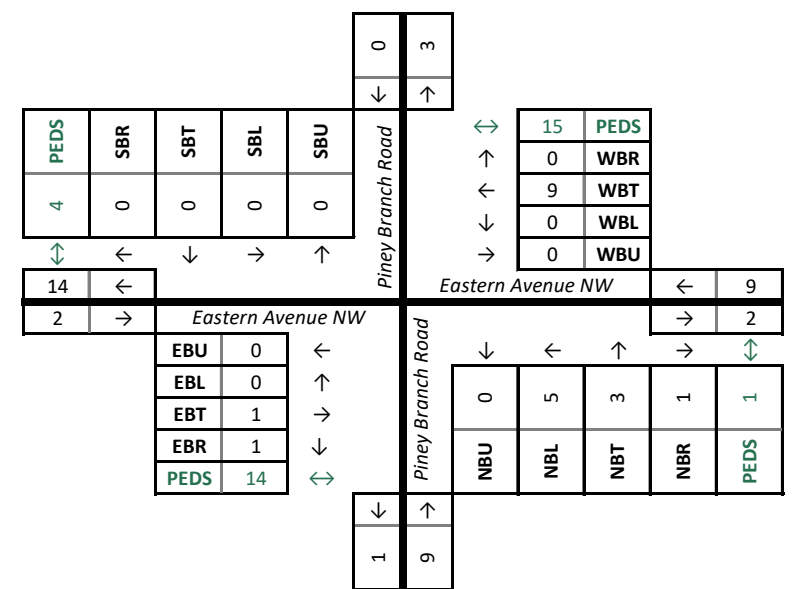 0 3
↓ ↑
PEDS SBR SBT SBL SBU
4 0 0 0 0
↕ ← ↓ → ↑
Piney Branch Road
↔ 15 PEDS
↑ 0 WBR
← 9 WBT
↓ 0 WBL
→ 0 WBU
14 ←
Eastern Avenue NW
← 9
2 →
Eastern Avenue NW
→ 2
EBU 0 ←
EBL 0 ↑
EBT 1 →
EBR 1 ↓
PEDS 14 ↔
Piney Branch Road
↓ ← ↑ → ↕
0 5 3 1 1
NBU NBL NBT NBR PEDS
↓ ↑
1 9